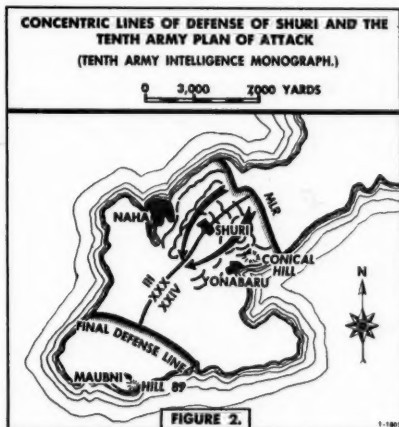 CONCENTRIC LINES OF DEFENSE OF SHURI AND THE
TENTH ARMY PLAN OF ATTACK
(TENTH ARMY INTELLIGENCE MONOGRAPH.)
0 3,000 7000 YARDS
MLR
NAHA
SHURI
CONICAL
HILL
YONABARU
N
III
XXX
XXIV
FINAL DEFENSE LINE
MAUBNI
HILL 89
FIGURE 2.